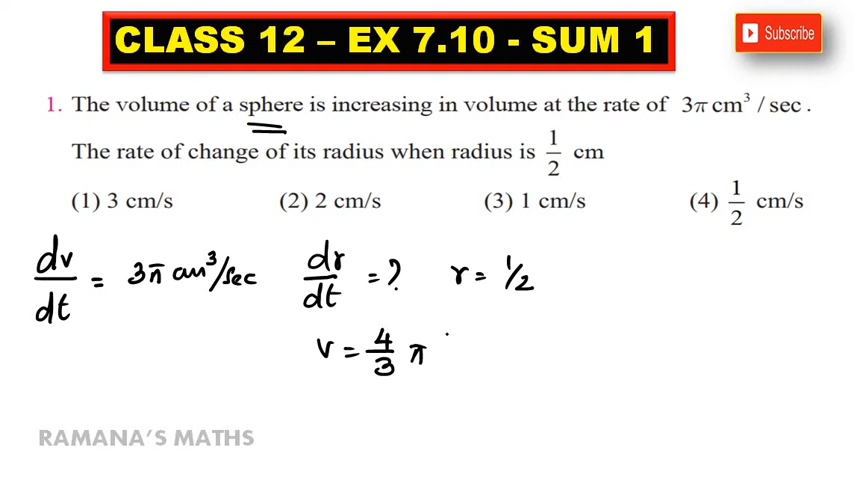 CLASS 12 – EX 7.10 - SUM 1
Subscribe
1. The volume of a sphere is increasing in volume at the rate of 3π cm³ / sec .
The rate of change of its radius when radius is 1/2 cm
(1) 3 cm/s (2) 2 cm/s (3) 1 cm/s (4) 1/2 cm/s
dv/dt = 3π cm³/sec dr/dt = ? r = 1/2
v = 4/3 π
RAMANA'S MATHS